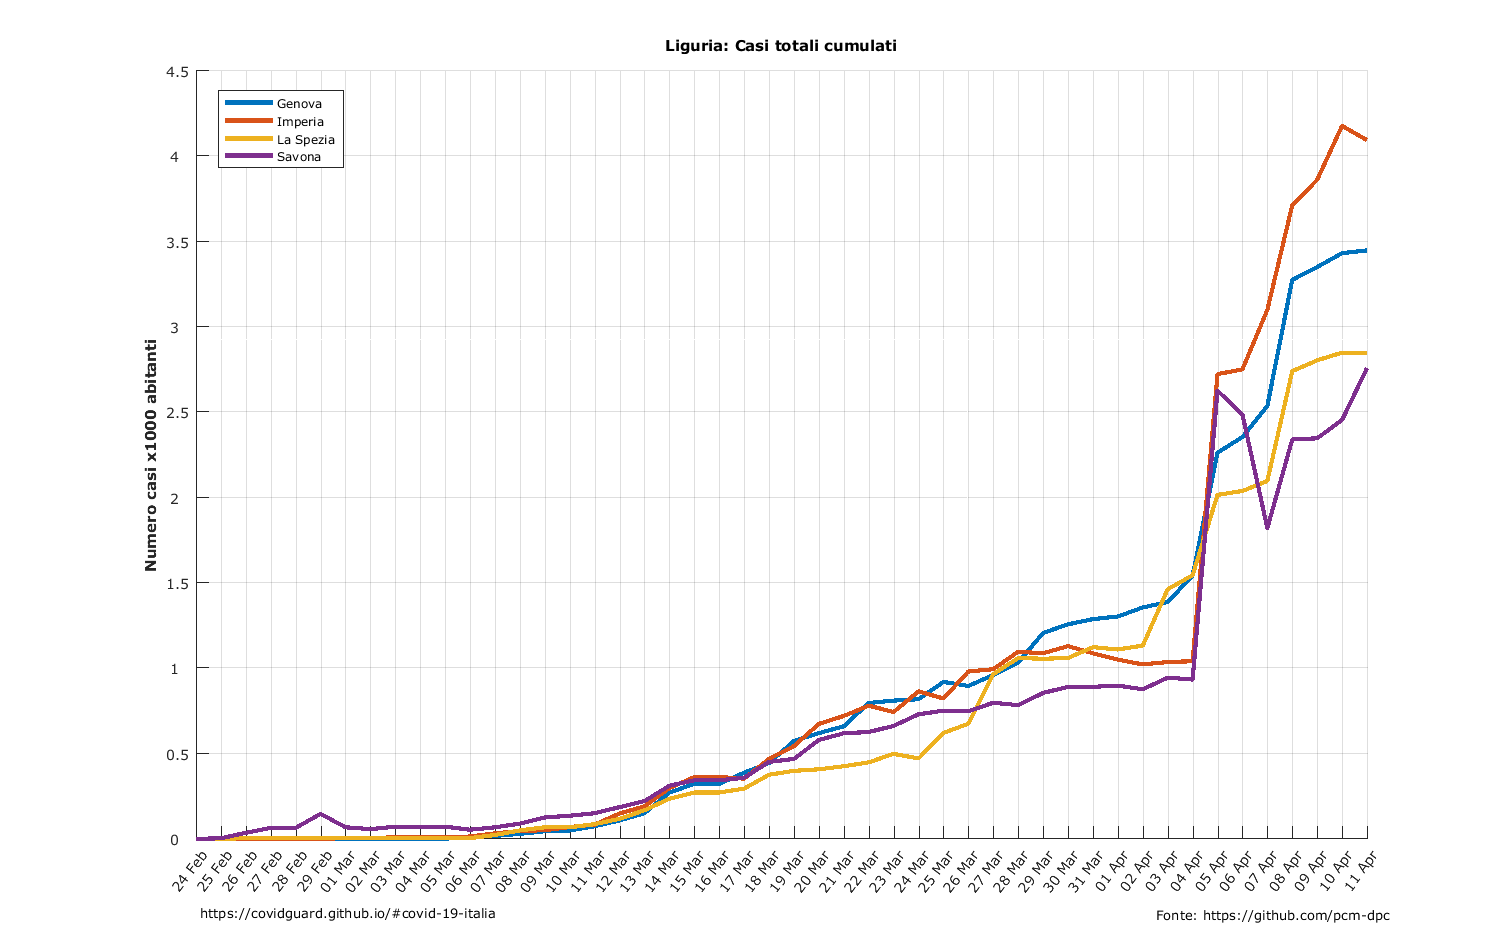 Liguria: Casi totali cumulati
Numero casi x1000 abitanti
4.5
4
3.5
3
2.5
2
1.5
1
0.5
0
Genova
Imperia
La Spezia
Savona
24 Feb
25 Feb
26 Feb
27 Feb
28 Feb
29 Feb
01 Mar
02 Mar
03 Mar
04 Mar
05 Mar
06 Mar
07 Mar
08 Mar
09 Mar
10 Mar
11 Mar
12 Mar
13 Mar
14 Mar
15 Mar
16 Mar
17 Mar
18 Mar
19 Mar
20 Mar
21 Mar
22 Mar
23 Mar
24 Mar
25 Mar
26 Mar
27 Mar
28 Mar
29 Mar
30 Mar
31 Mar
01 Apr
02 Apr
03 Apr
04 Apr
05 Apr
06 Apr
07 Apr
08 Apr
09 Apr
10 Apr
11 Apr
https://covidguard.github.io/#covid-19-italia
Fonte: https://github.com/pcm-dpc